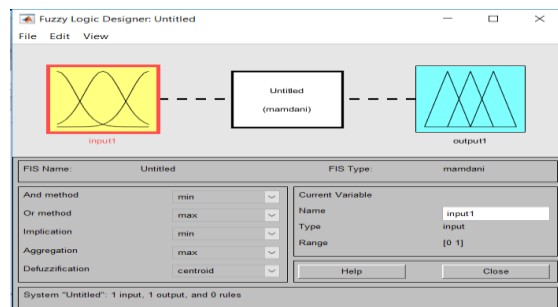 Fuzzy Logic Designer: Untitled
File Edit View
Untitled
(mamdani)
input1
output1
FIS Name: Untitled FIS Type: mamdani
And method min
Or method max
Implication min
Aggregation max
Defuzzification centroid
Current Variable
Name input1
Type input
Range [0 1]
Help Close
System "Untitled": 1 input, 1 output, and 0 rules